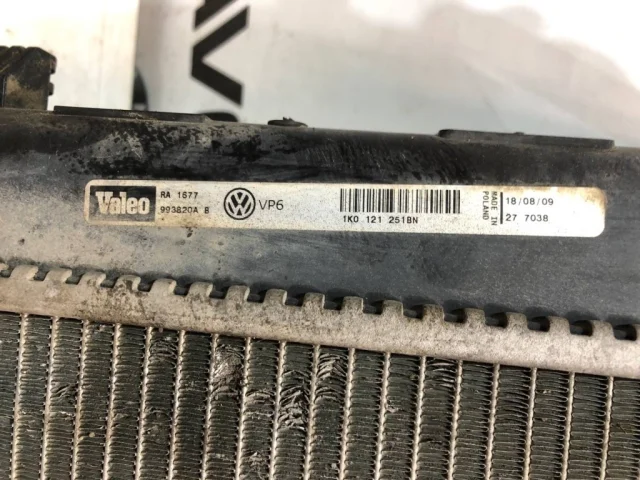 Valeo
RA 1677
993820A B
VP6
1K0 121 251BN
MADE IN
POLAND
18/08/09
27 7038